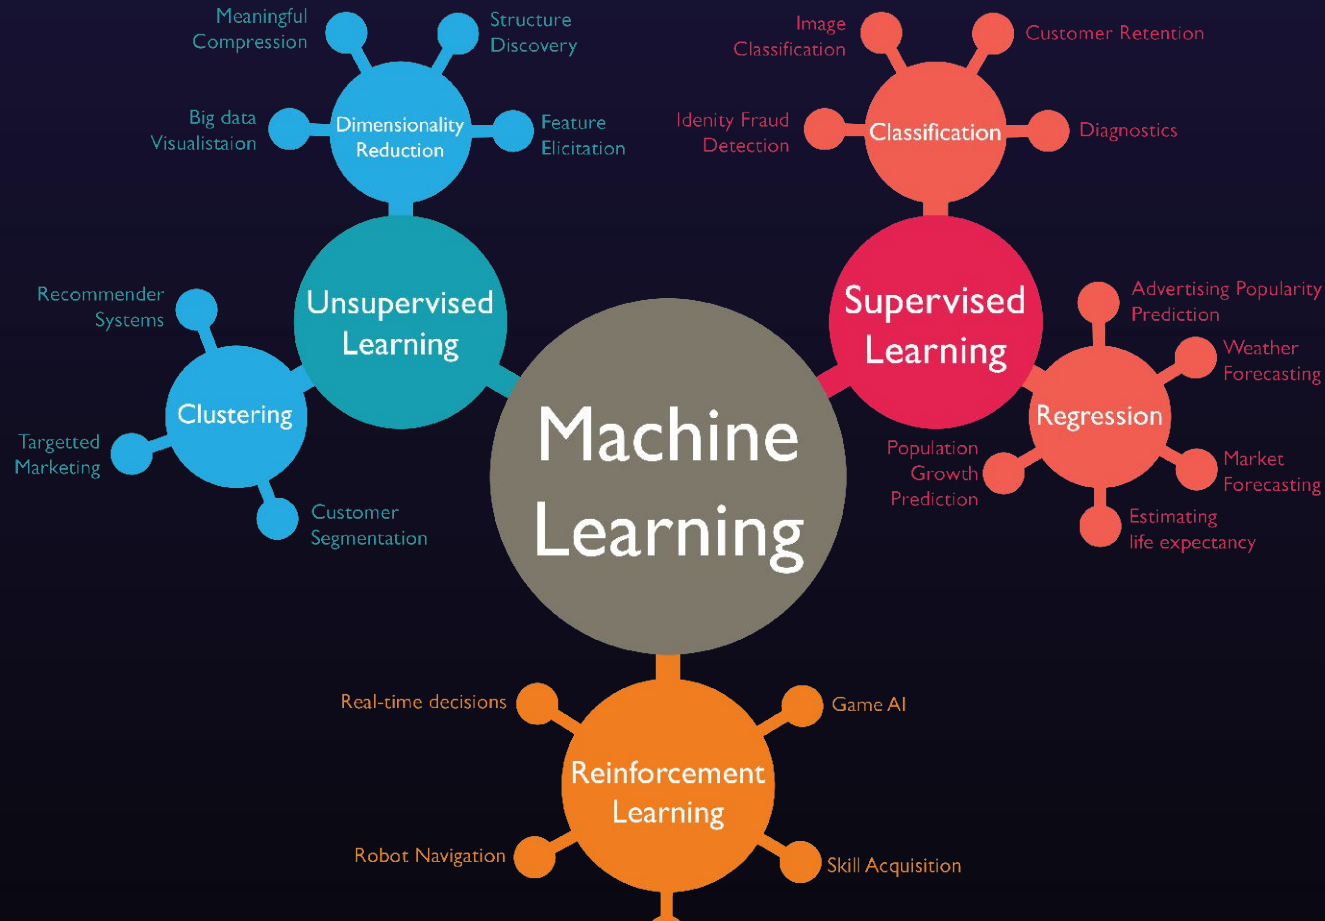 Meaningful
Compression
Structure
Discovery
Big data
Visualistaion
Dimensionality
Reduction
Feature
Elicitation
Image
Classification
Customer Retention
Idenity Fraud
Detection
Classification
Diagnostics
Unsupervised
Learning
Recommender
Systems
Clustering
Targetted
Marketing
Customer
Segmentation
Supervised
Learning
Advertising Popularity
Prediction
Weather
Forecasting
Regression
Population
Growth
Prediction
Market
Forecasting
Estimating
life expectancy
Machine
Learning
Real-time decisions
Game AI
Reinforcement
Learning
Robot Navigation
Skill Acquisition